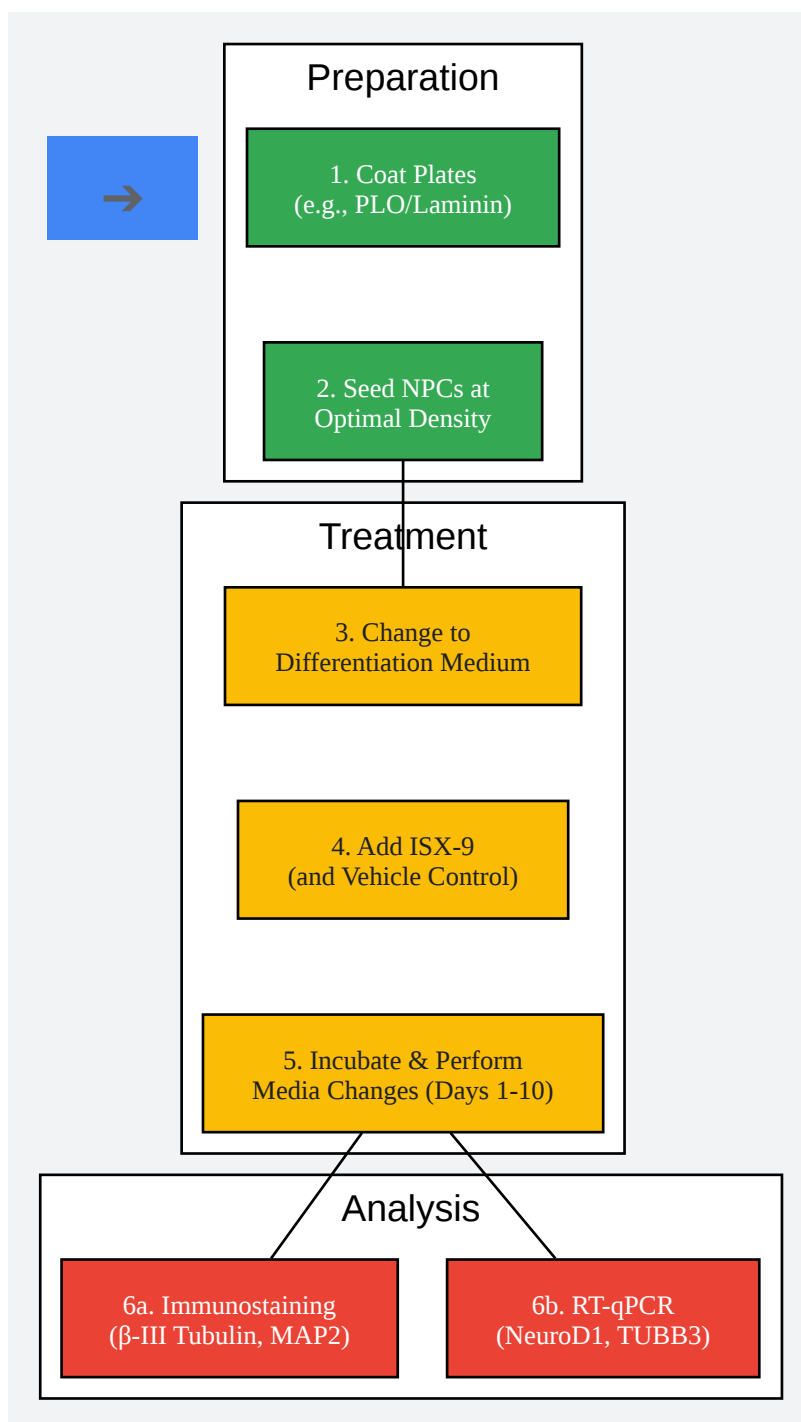 Preparation
➔
1. Coat Plates
(e.g., PLO/Laminin)
2. Seed NPCs at
Optimal Density
Treatment
3. Change to
Differentiation Medium
4. Add ISX-9
(and Vehicle Control)
5. Incubate & Perform
Media Changes (Days 1-10)
Analysis
6a. Immunostaining
(β-III Tubulin, MAP2)
6b. RT-qPCR
(NeuroD1, TUBB3)